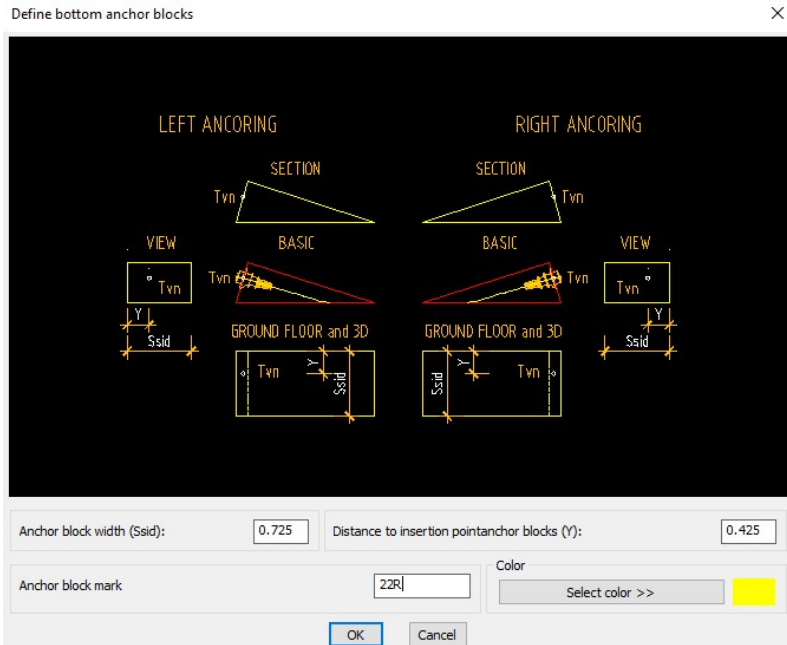 Define bottom anchor blocks
LEFT ANCORING
RIGHT ANCORING
SECTION
SECTION
Tvn
Tvn
VIEW
BASIC
BASIC
VIEW
Tvn
Tvn
Tvn
Tvn
Y
Ssid
Y
Ssid
GROUND FLOOR and 3D
GROUND FLOOR and 3D
Tvn
Y
Ssid
Ssid
Y
Tvn
Anchor block width (Ssid):
0.725
Distance to insertion pointanchor blocks (Y):
0.425
Anchor block mark
22R
Color
Select color >>
OK
Cancel